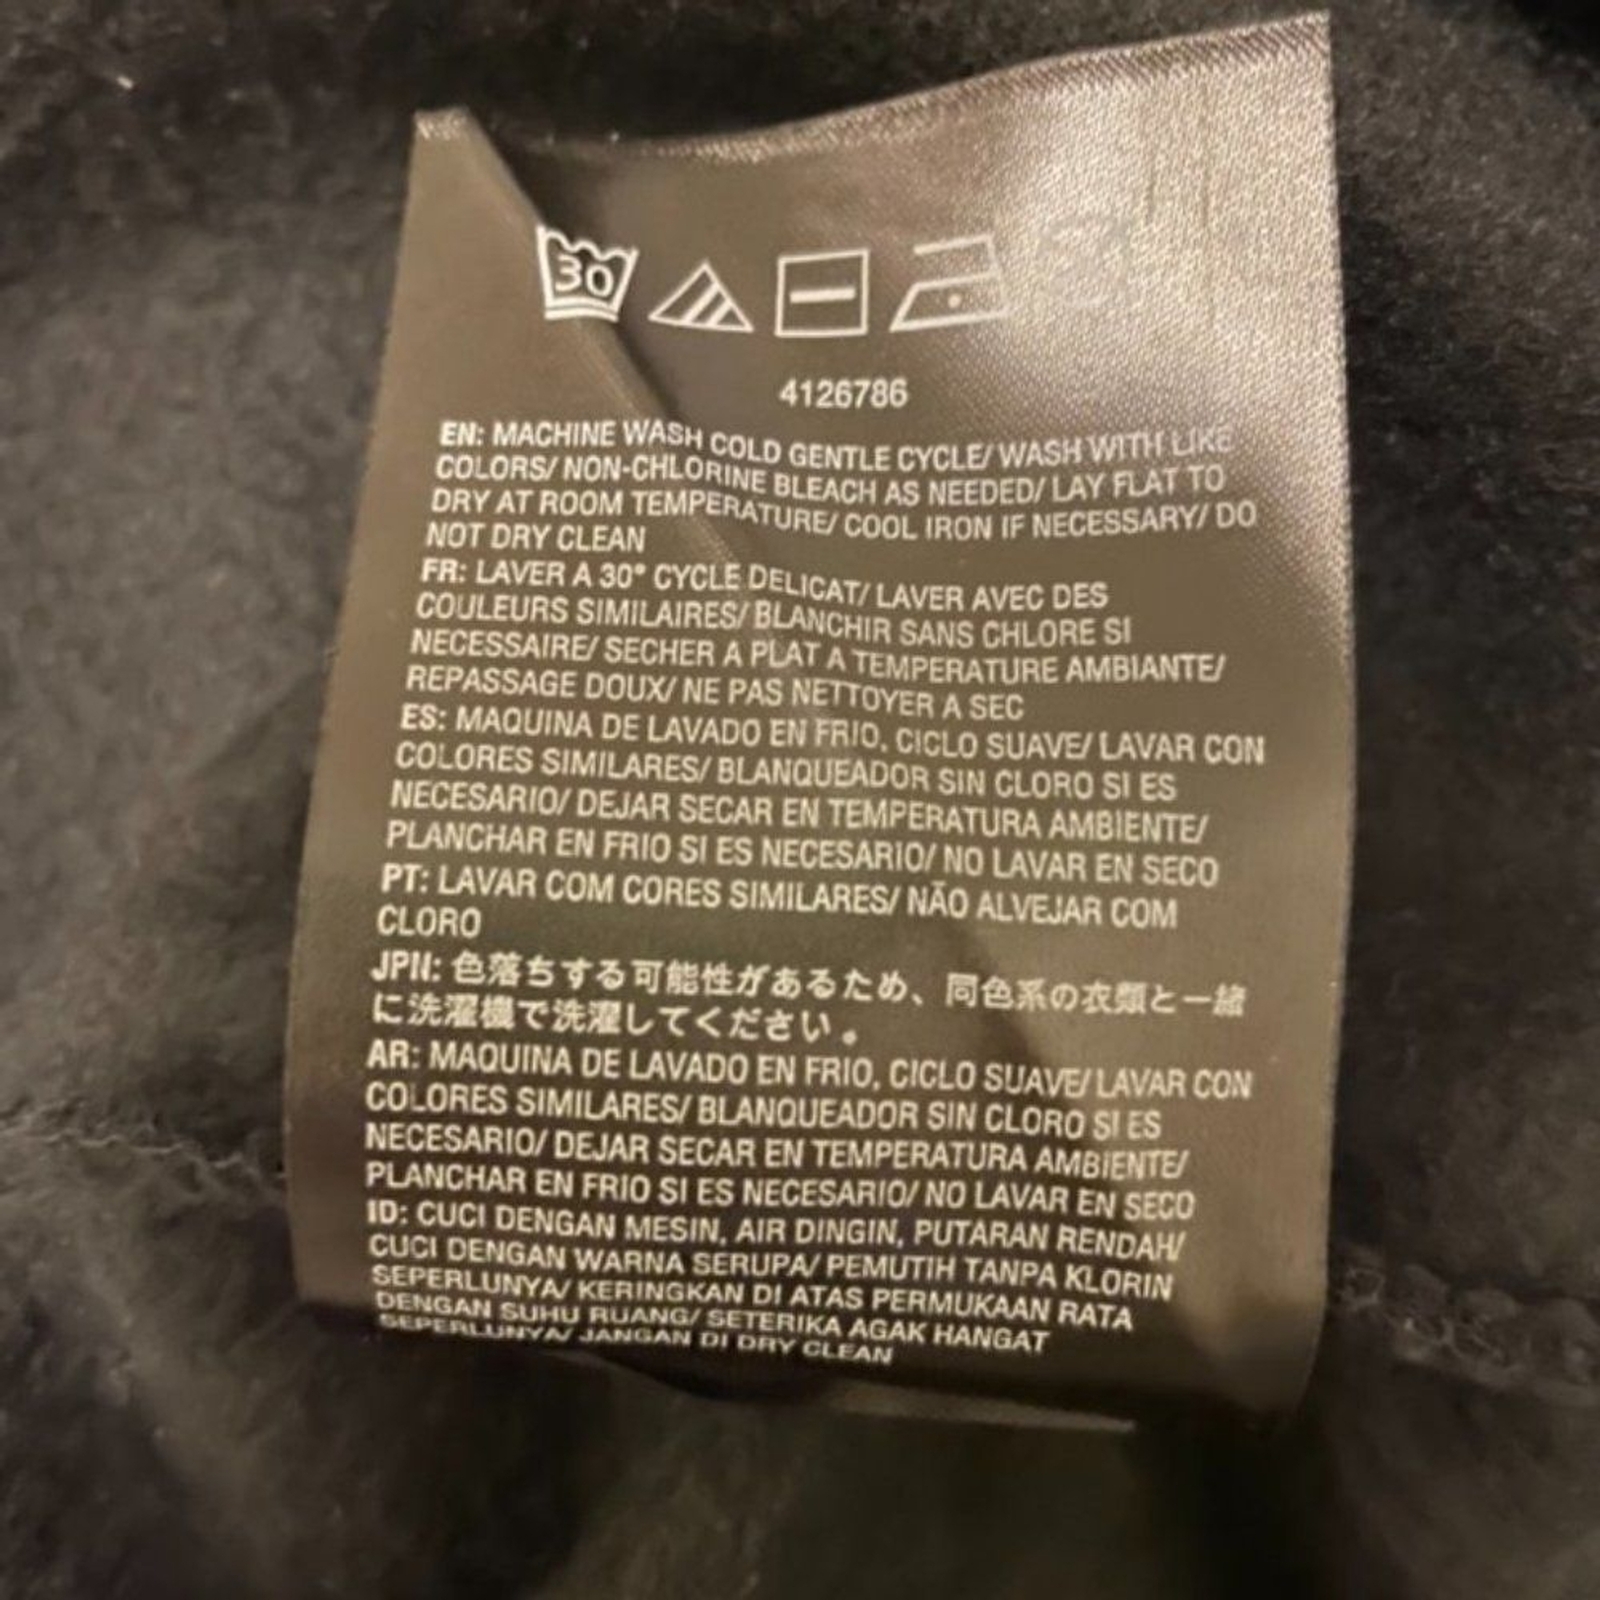 30
4126786
EN: MACHINE WASH COLD GENTLE CYCLE/ WASH WITH LIKE
COLORS/ NON-CHLORINE BLEACH AS NEEDED/ LAY FLAT TO
DRY AT ROOM TEMPERATURE/ COOL IRON IF NECESSARY/ DO
NOT DRY CLEAN
FR: LAVER A 30° CYCLE DELICAT/ LAVER AVEC DES
COULEURS SIMILAIRES/ BLANCHIR SANS CHLORE SI
NECESSAIRE/ SECHER A PLAT A TEMPERATURE AMBIANTE/
REPASSAGE DOUX/ NE PAS NETTOYER A SEC
ES: MAQUINA DE LAVADO EN FRIO, CICLO SUAVE/ LAVAR CON
COLORES SIMILARES/ BLANQUEADOR SIN CLORO SI ES
NECESARIO/ DEJAR SECAR EN TEMPERATURA AMBIENTE/
PLANCHAR EN FRIO SI ES NECESARIO/ NO LAVAR EN SECO
PT: LAVAR COM CORES SIMILARES/ NÃO ALVEJAR COM
CLORO
JPN: 色落ちする可能性があるため、同色系の衣類と一緒
に洗濯機で洗濯してください。
AR: MAQUINA DE LAVADO EN FRIO, CICLO SUAVE/ LAVAR CON
COLORES SIMILARES/ BLANQUEADOR SIN CLORO SI ES
NECESARIO/ DEJAR SECAR EN TEMPERATURA AMBIENTE/
PLANCHAR EN FRIO SI ES NECESARIO/ NO LAVAR EN SECO
ID: CUCI DENGAN MESIN, AIR DINGIN, PUTARAN RENDAH/
CUCI DENGAN WARNA SERUPA/ PEMUTIH TANPA KLORIN
SEPERLUNYA/ KERINGKAN DI ATAS PERMUKAAN RATA
DENGAN SUHU RUANG/ SETERIKA AGAK HANGAT
SEPERLUNYA/ JANGAN DI DRY CLEAN